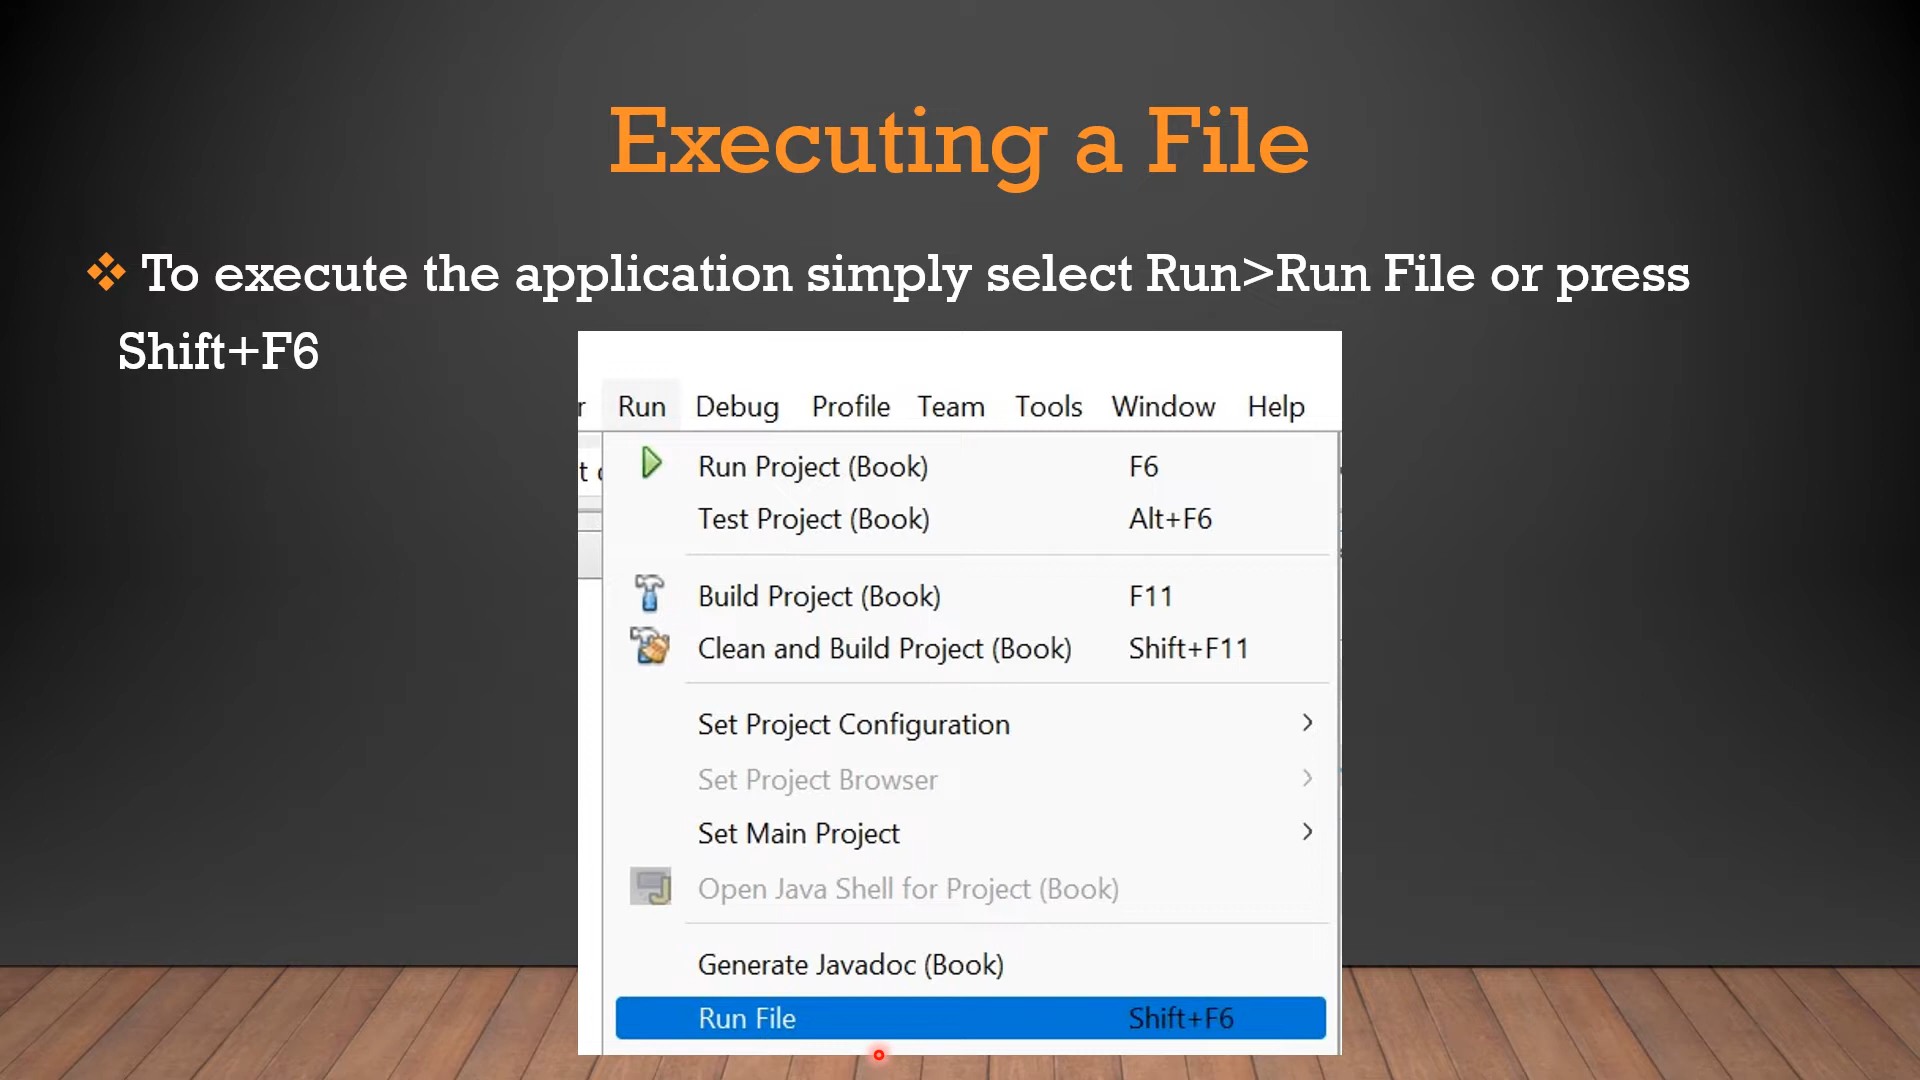 Executing a File
To execute the application simply select Run>Run File or press
Shift+F6
r Run Debug Profile Team Tools Window Help
Run Project (Book) F6
Test Project (Book) Alt+F6
Build Project (Book) F11
Clean and Build Project (Book) Shift+F11
Set Project Configuration
Set Project Browser
Set Main Project
Open Java Shell for Project (Book)
Generate Javadoc (Book)
Run File Shift+F6